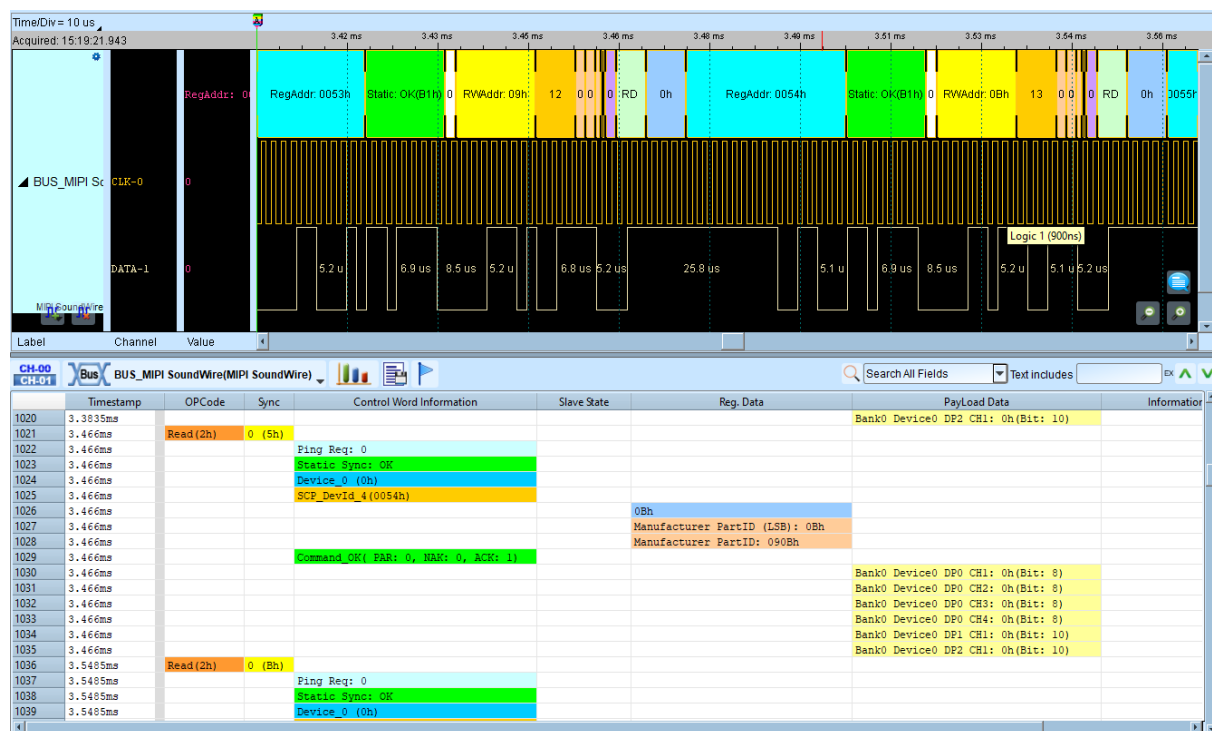 Time/Div = 10 us
Acquired: 15:19:21.943 3.42 ms 3.43 ms 3.45 ms 3.46 ms 3.48 ms 3.49 ms 3.51 ms 3.53 ms 3.54 ms 3.56 ms
RegAddr: 0 RegAddr: 0053h Static: OK(B1h) 0 RWAddr: 09h 12 0 0 0 RD 0h RegAddr: 0054h Static: OK(B1h) 0 RWAddr: 0Bh 13 0 0 0 RD 0h 0055h
BUS_MIPI So CLK-0 0
Logic 1 (900ns)
DATA-1 0 5.2 u 6.9 us 8.5 us 5.2 u 6.8 us 5.2 us 25.8 us 5.1 u 6.9 us 8.5 us 5.2 u 5.1 u 5.2 us
MIPI SoundWire
Label Channel Value
CH-00
CH-01
Bus BUS_MIPI SoundWire(MIPI SoundWire) Search All Fields Text includes EX
Timestamp OPCode Sync Control Word Information Slave State Reg. Data PayLoad Data Information
1020 3.3835ms Bank0 Device0 DP2 CH1: 0h(Bit: 10)
1021 3.466ms Read(2h) 0 (5h)
1022 3.466ms Ping Req: 0
1023 3.466ms Static Sync: OK
1024 3.466ms Device_0 (0h)
1025 3.466ms SCP_DevId_4(0054h)
1026 3.466ms 0Bh
1027 3.466ms Manufacturer PartID (LSB): 0Bh
1028 3.466ms Manufacturer PartID: 090Bh
1029 3.466ms Command_OK( PAR: 0, NAK: 0, ACK: 1)
1030 3.466ms Bank0 Device0 DP0 CH1: 0h(Bit: 8)
1031 3.466ms Bank0 Device0 DP0 CH2: 0h(Bit: 8)
1032 3.466ms Bank0 Device0 DP0 CH3: 0h(Bit: 8)
1033 3.466ms Bank0 Device0 DP0 CH4: 0h(Bit: 8)
1034 3.466ms Bank0 Device0 DP1 CH1: 0h(Bit: 10)
1035 3.466ms Bank0 Device0 DP2 CH1: 0h(Bit: 10)
1036 3.5485ms Read(2h) 0 (Bh)
1037 3.5485ms Ping Req: 0
1038 3.5485ms Static Sync: OK
1039 3.5485ms Device_0 (0h)